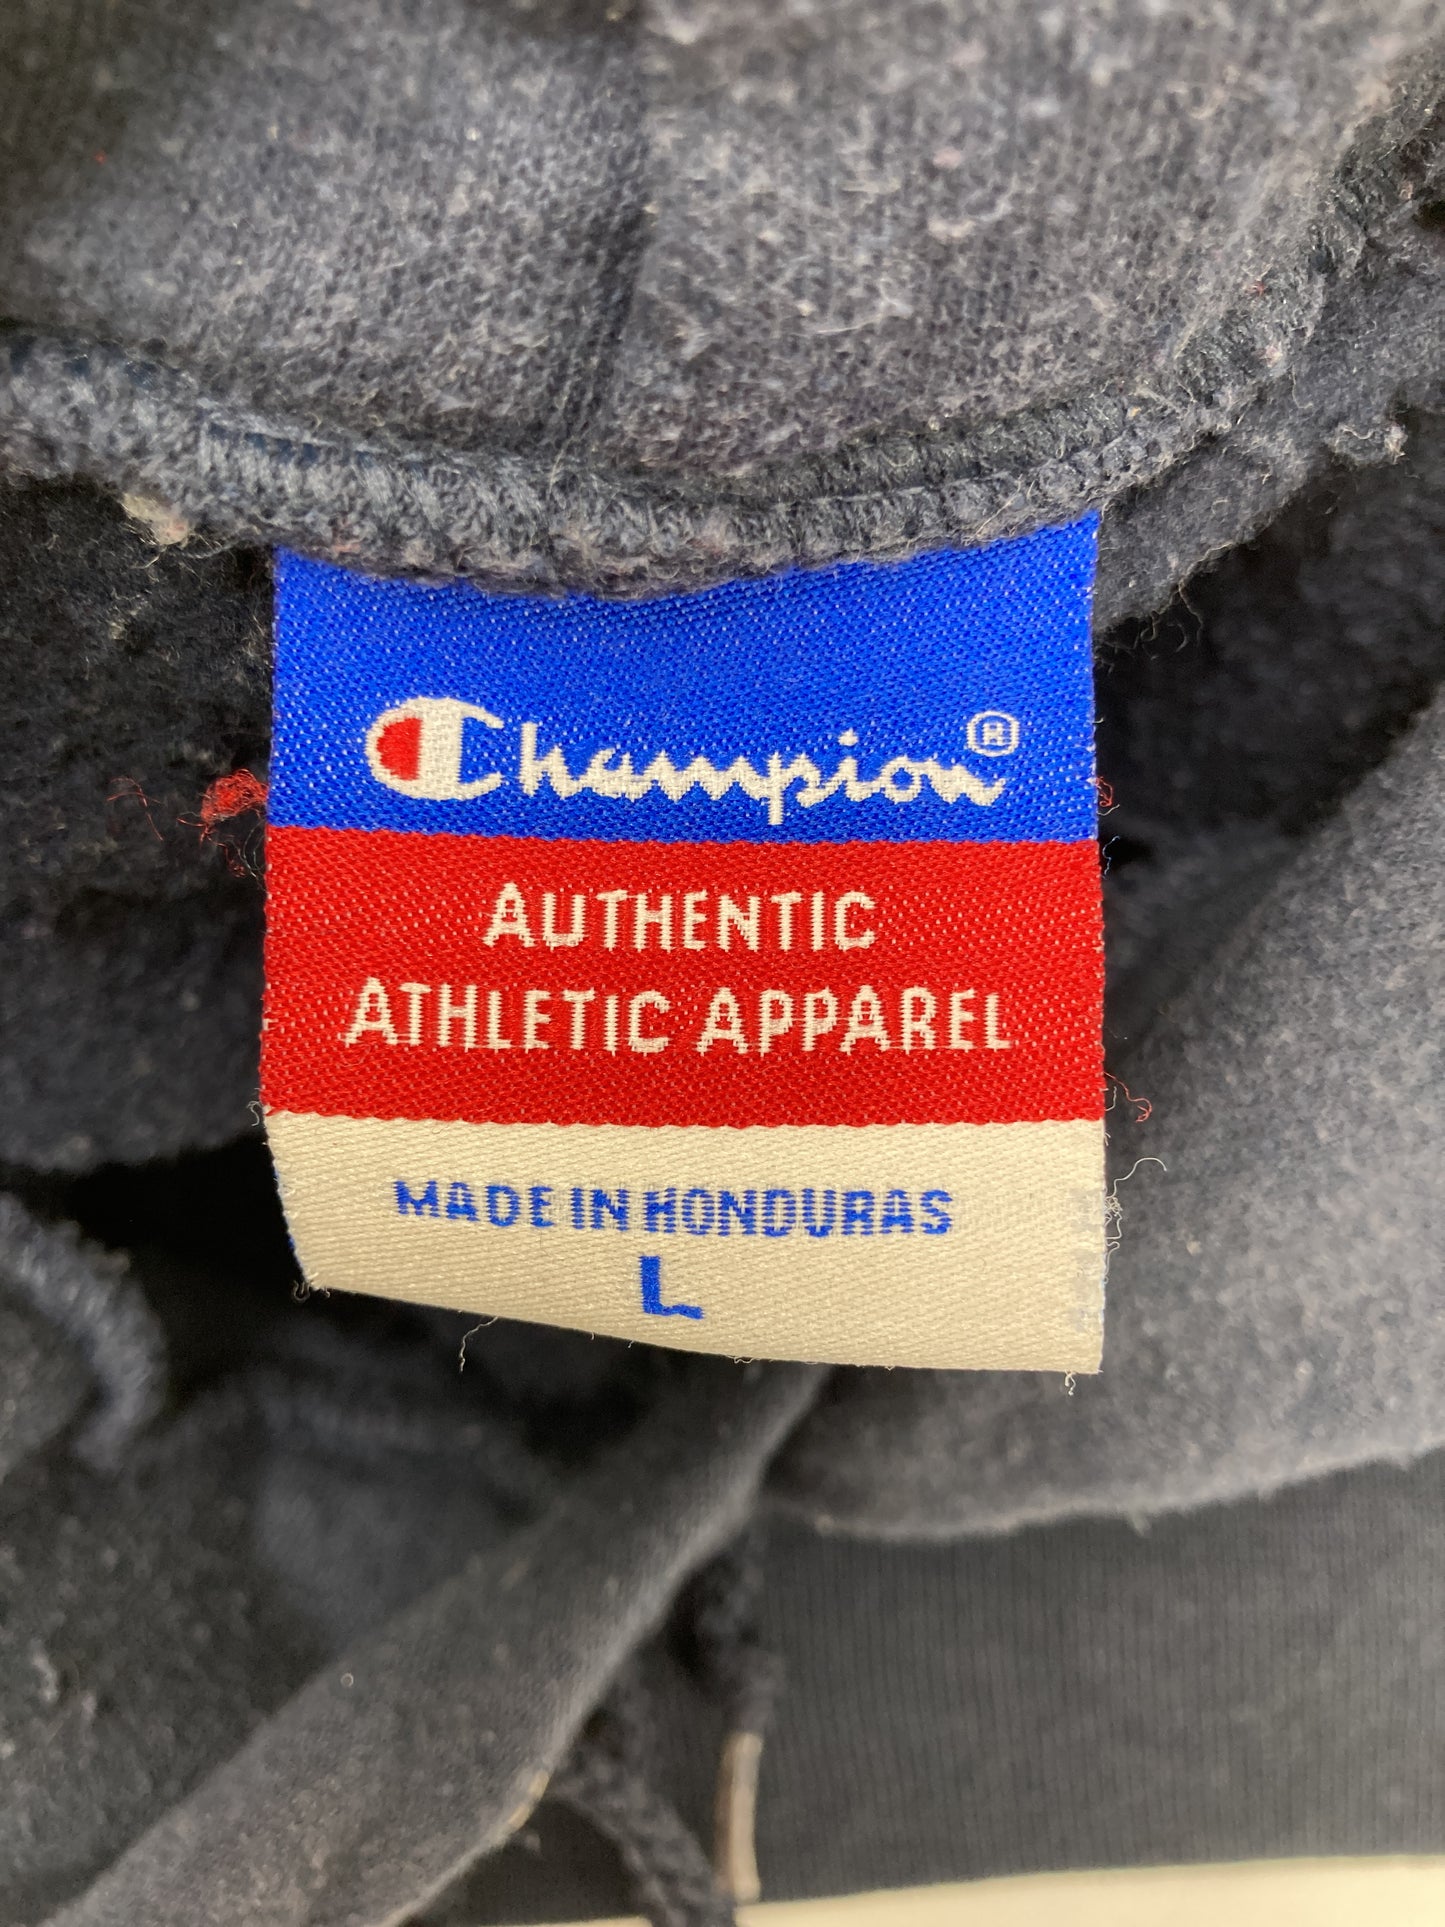 Champion®
AUTHENTIC
ATHLETIC APPAREL
MADE IN HONDURAS
L